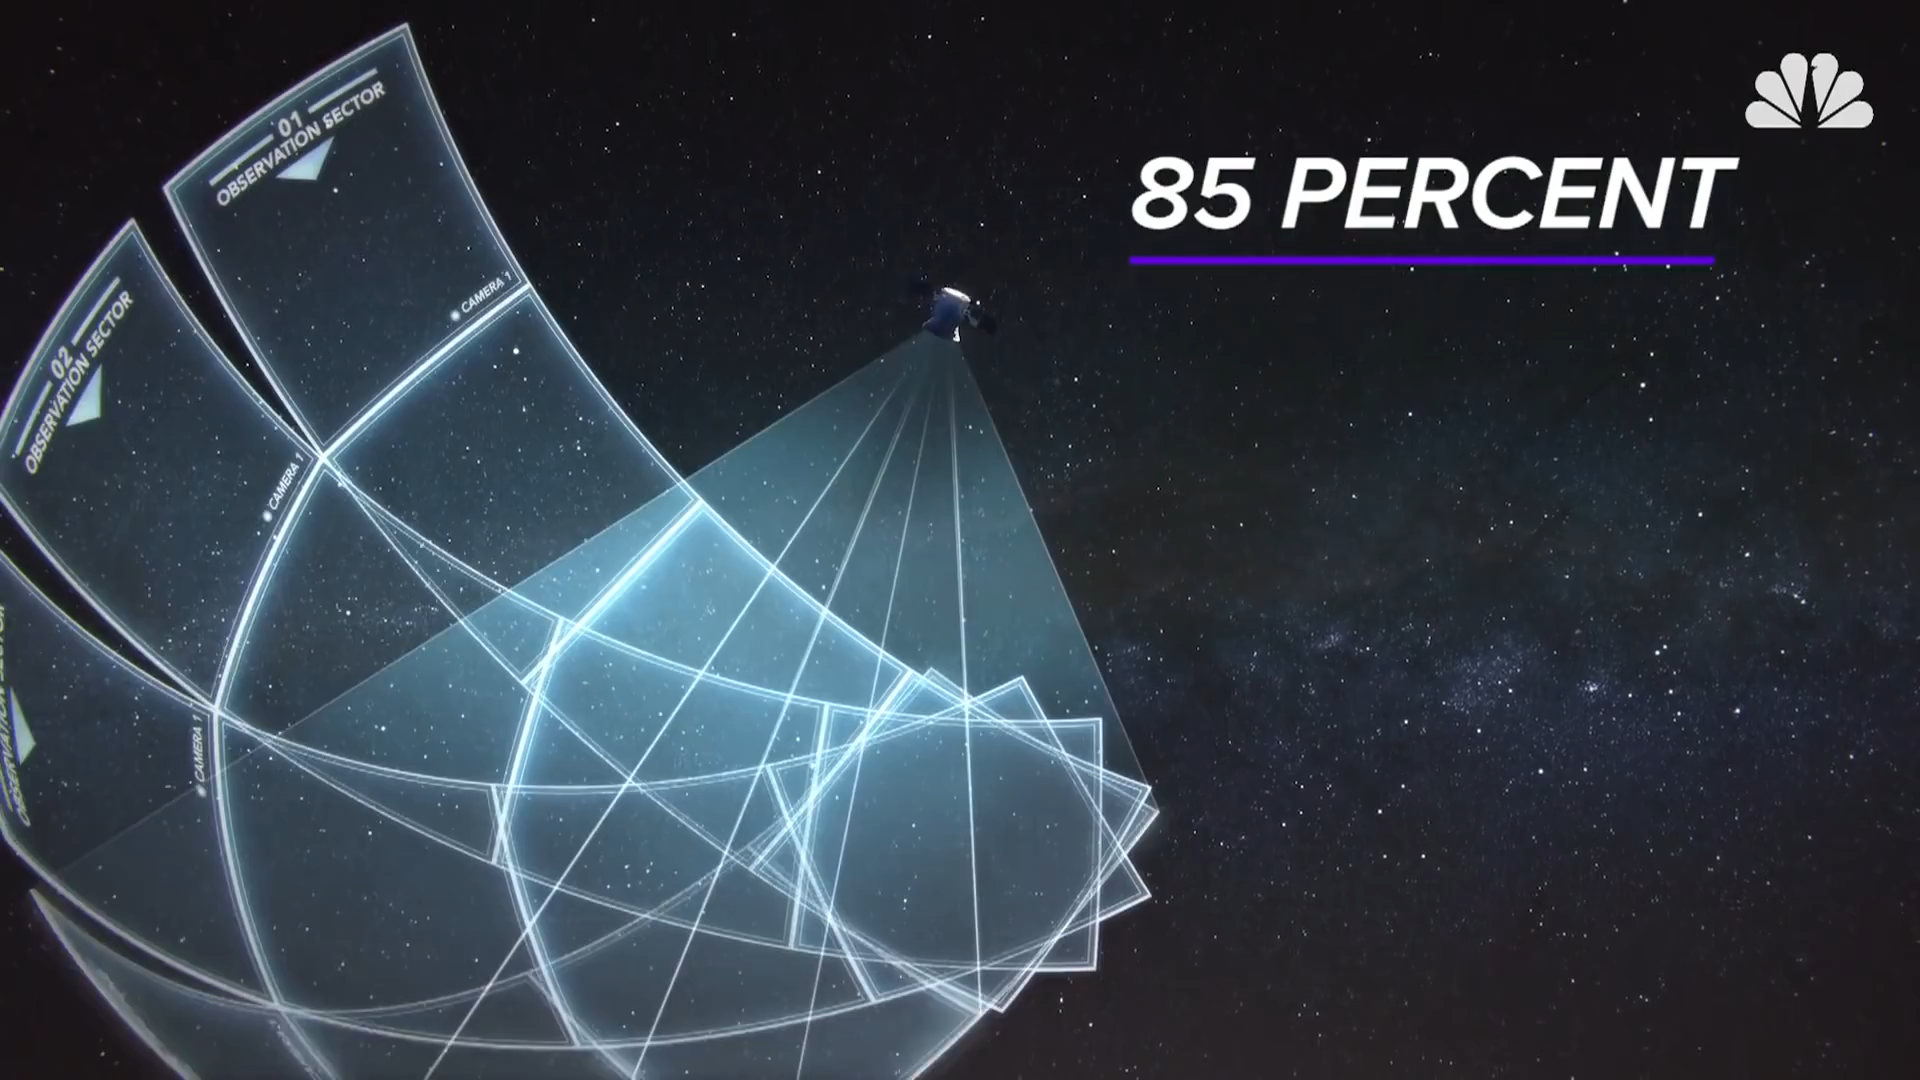 85 PERCENT
01
OBSERVATION SECTOR
CAMERA 1
02
OBSERVATION SECTOR
CAMERA 1
CAMERA 1